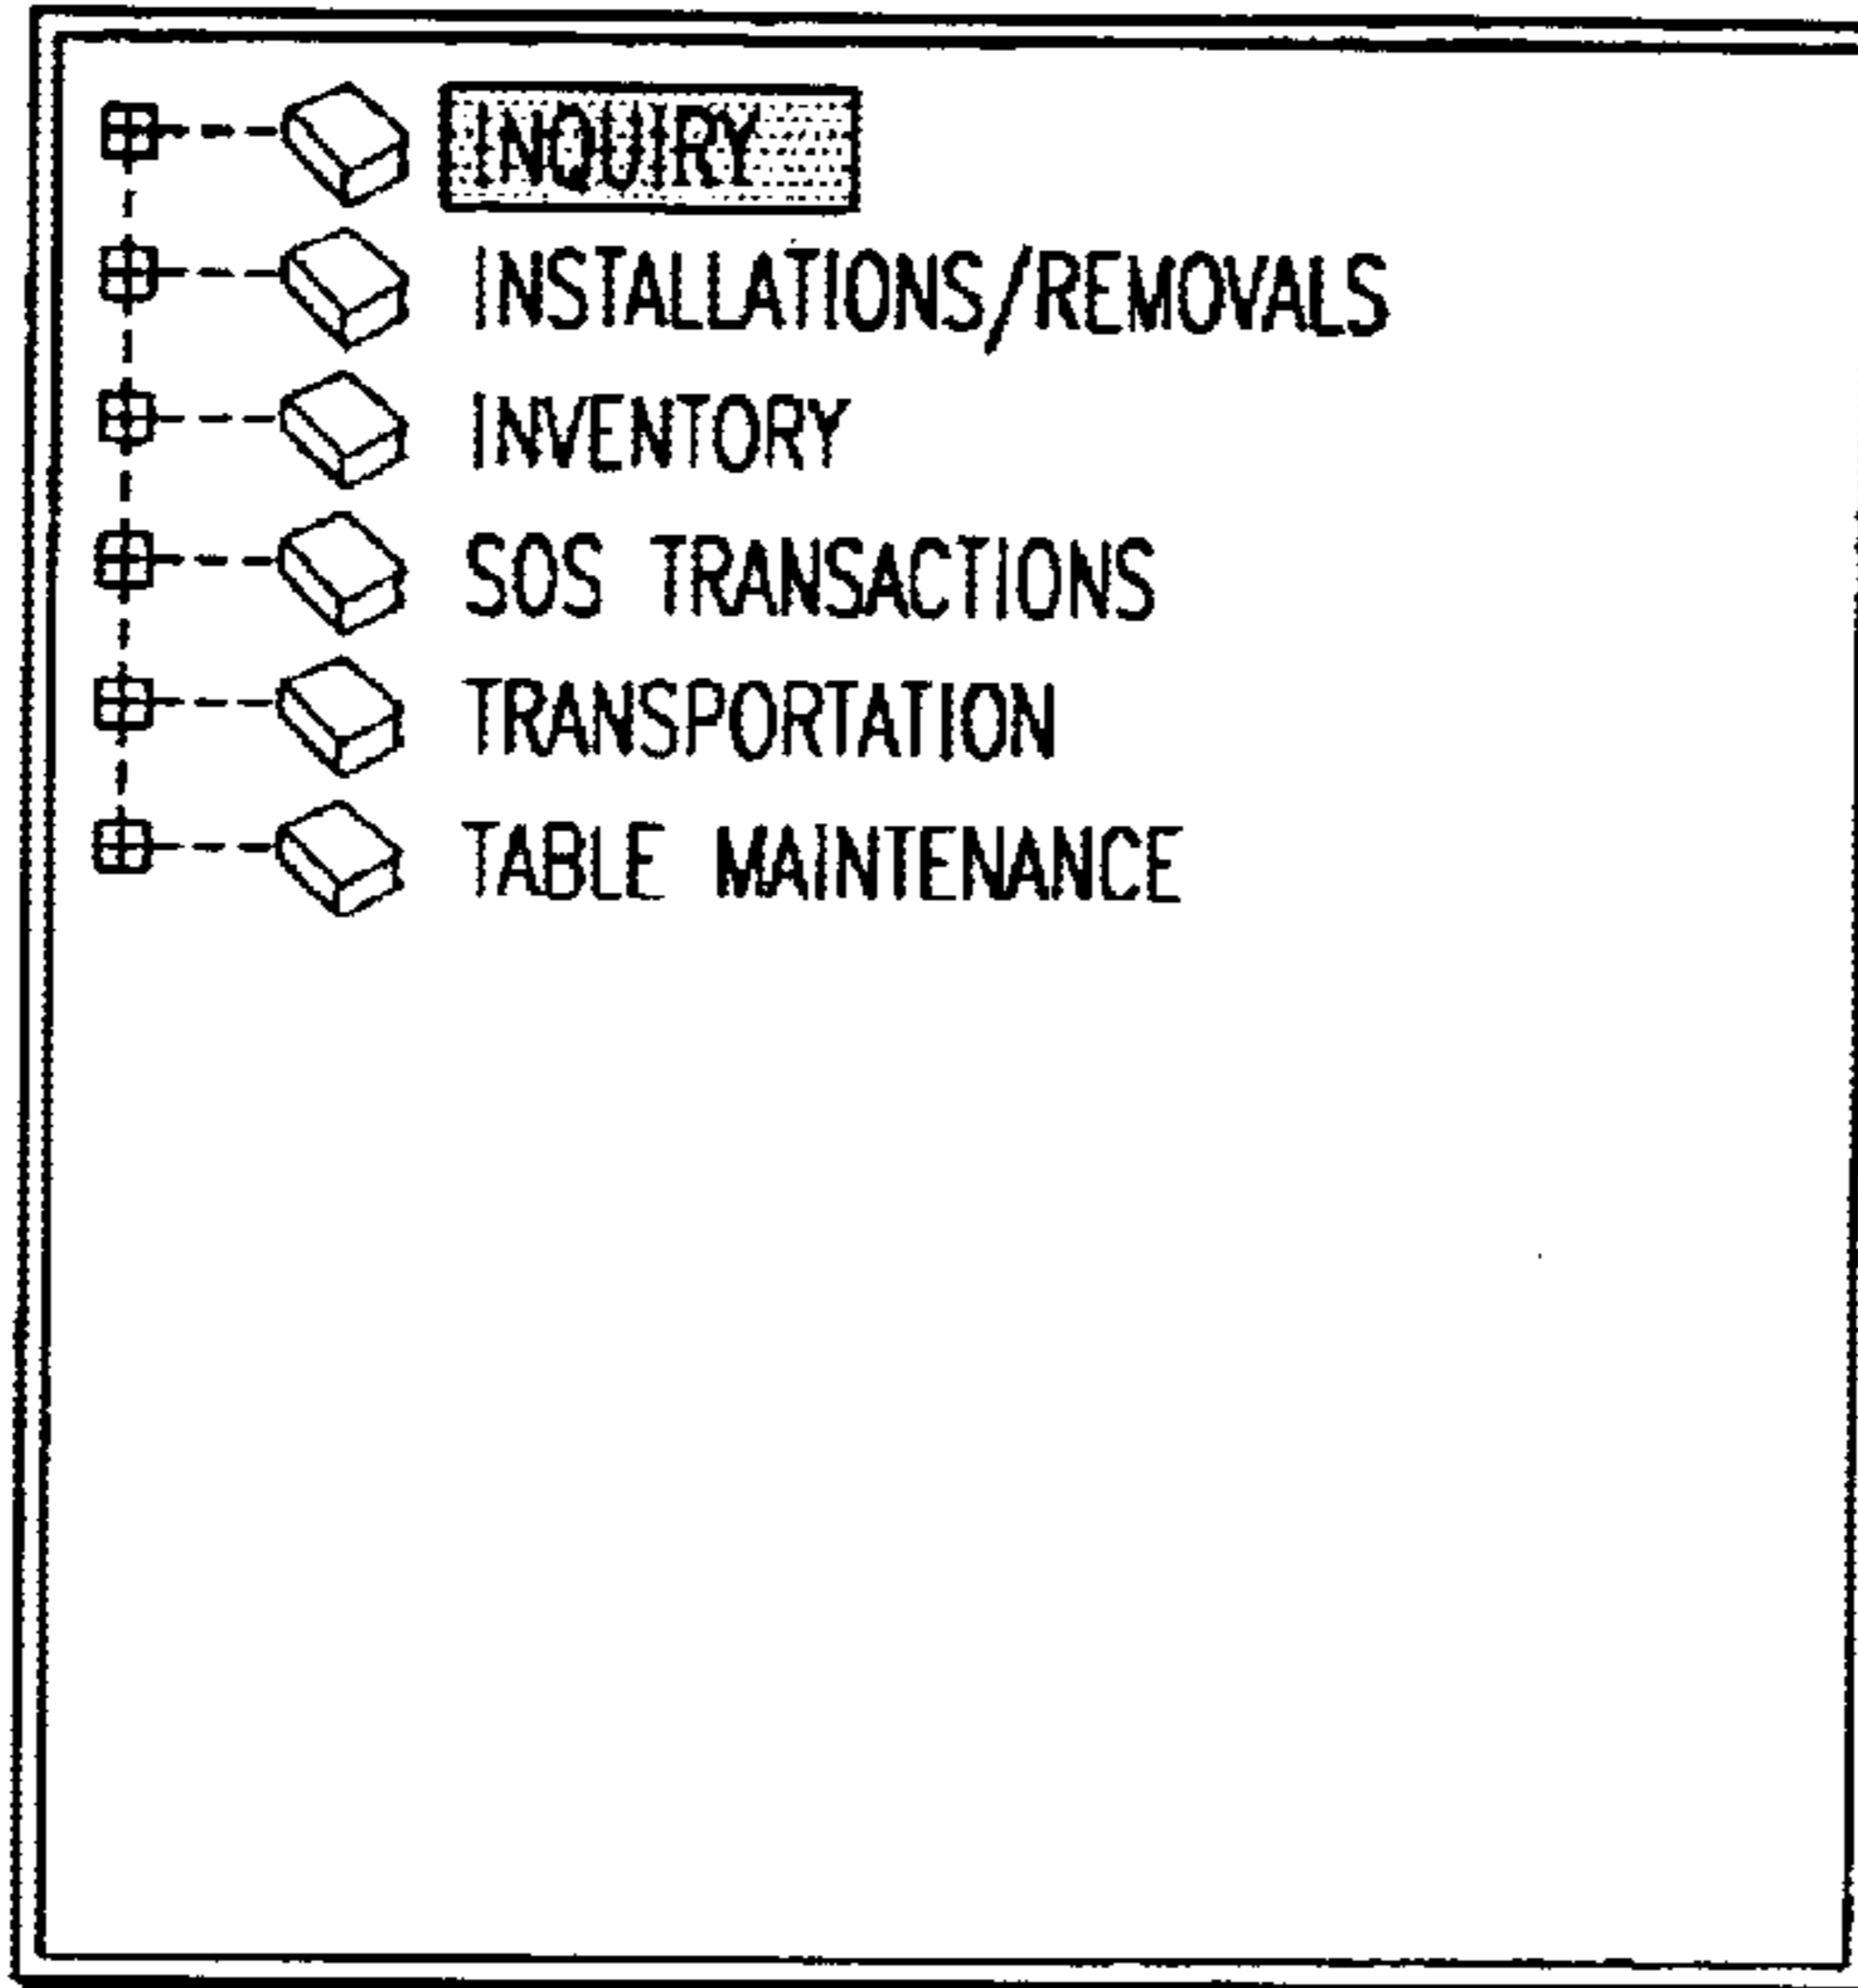 INQUIRY
INSTALLATIONS/REMOVALS
INVENTORY
SOS TRANSACTIONS
TRANSPORTATION
TABLE MAINTENANCE